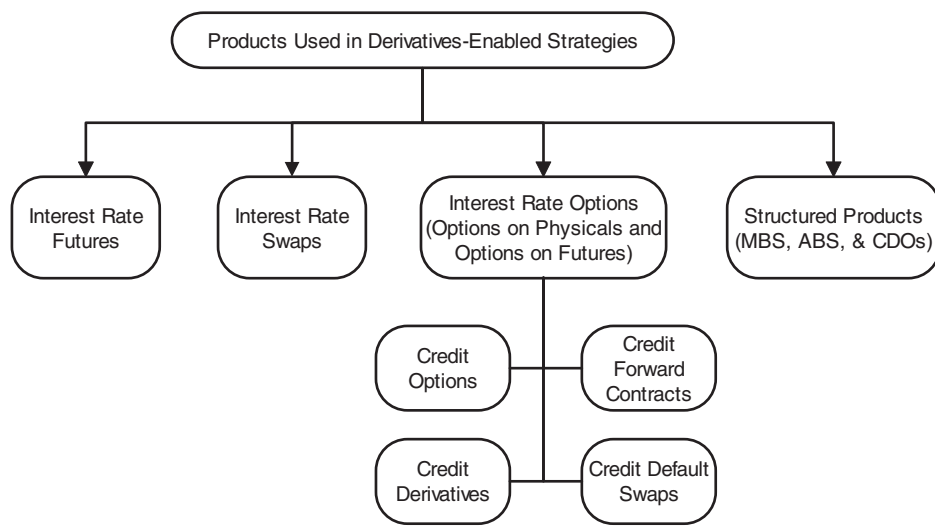 Products Used in Derivatives-Enabled Strategies
Interest Rate
Futures
Interest Rate
Swaps
Interest Rate Options
(Options on Physicals and
Options on Futures)
Structured Products
(MBS, ABS, & CDOs)
Credit
Options
Credit
Forward
Contracts
Credit
Derivatives
Credit Default
Swaps